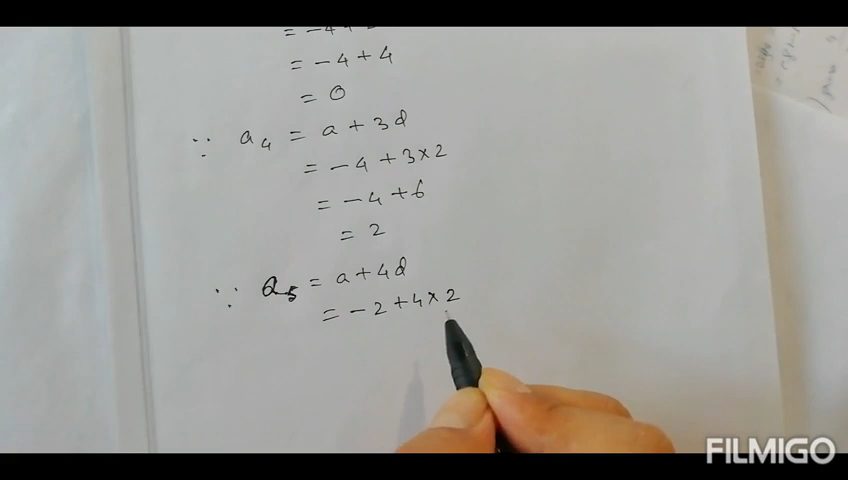 = -4+4
= 0
∵ a₄ = a + 3d
= -4 + 3×2
= -4 + 6
= 2
∵ a₅ = a + 4d
= -2 + 4×2
FILMIGO